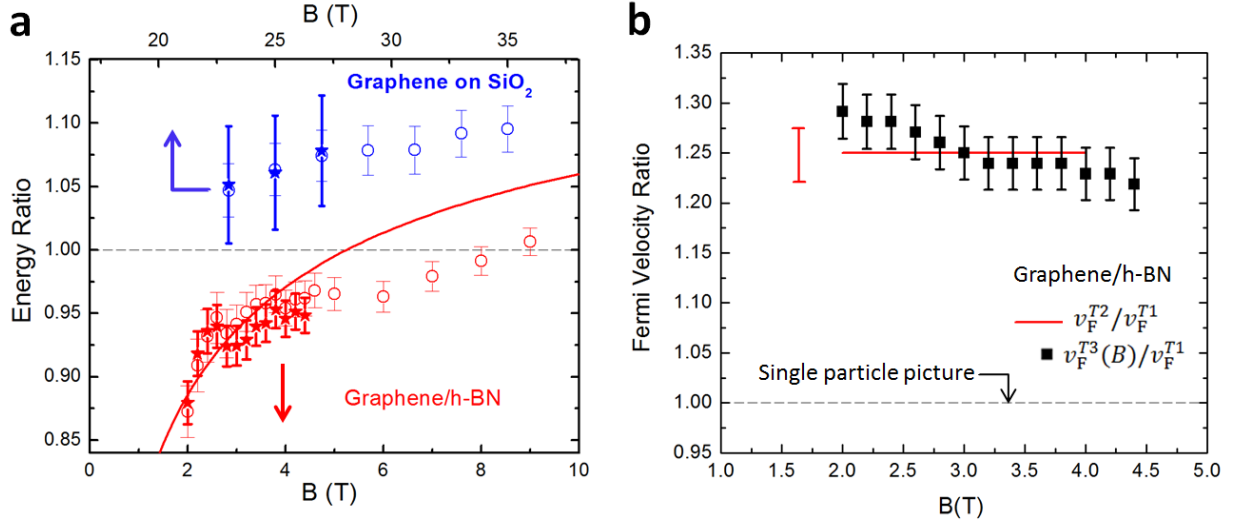 a
B (T)
20 25 30 35
1.15
1.10
1.05
1.00
0.95
0.90
0.85
Energy Ratio
Graphene on SiO2
Graphene/h-BN
0 2 4 6 8 10
B (T)
b
1.35
1.30
1.25
1.20
1.15
1.10
1.05
1.00
0.95
Fermi Velocity Ratio
Graphene/h-BN
v_F^{T2}/v_F^{T1}
v_F^{T3}(B)/v_F^{T1}
Single particle picture
1.0 1.5 2.0 2.5 3.0 3.5 4.0 4.5 5.0
B(T)